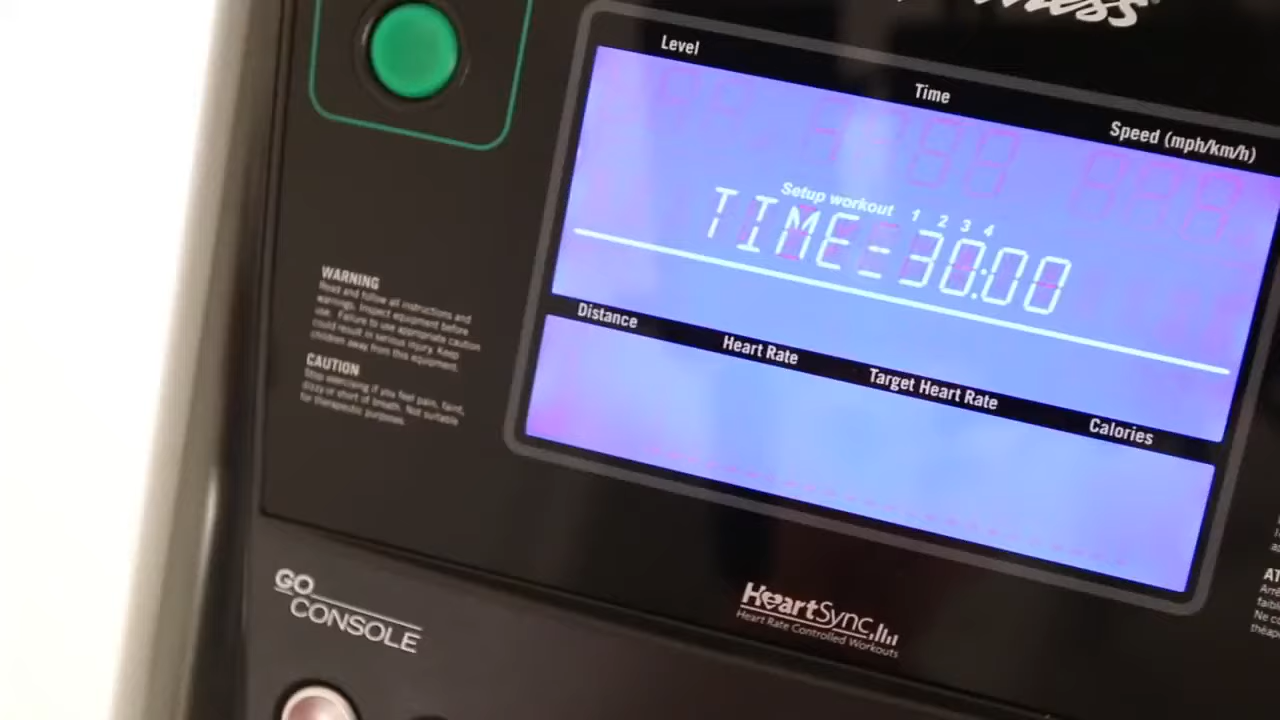 Level
Time
Speed (mph/km/h)
Setup workout 1 2 3 4
TIME=30:00
Distance
Heart Rate
Target Heart Rate
Calories
WARNING
Read and follow all instructions and
warnings. Inspect equipment before
use. Failure to use appropriate caution
could result in serious injury. Keep
children away from this equipment.
CAUTION
Stop exercising if you feel pain, faint,
dizzy or short of breath. Not suitable
for therapeutic purposes.
GO
CONSOLE
HeartSync
Heart Rate Controlled Workouts